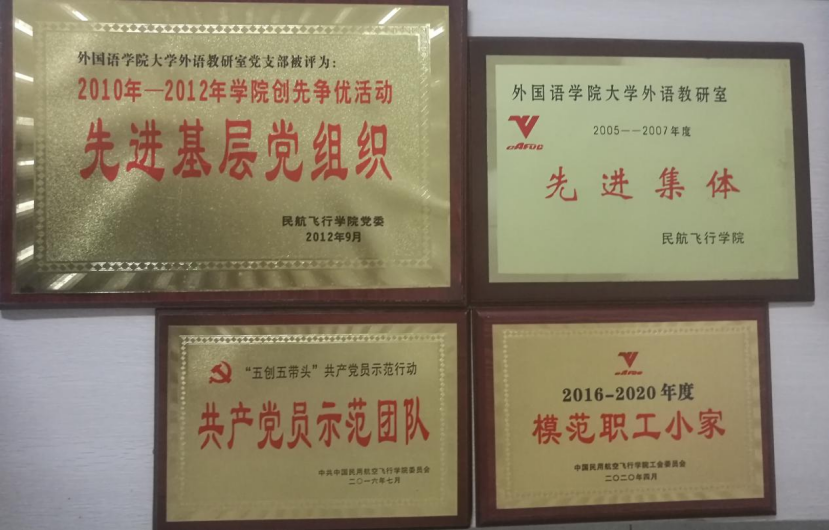 外国语学院大学外语教研室党支部被评为:
2010年—2012年学院创先争优活动
先进基层党组织
民航飞行学院党委
2012年9月
外国语学院大学外语教研室
CAFUC
2005——2007年度
先进集体
民航飞行学院
“五创五带头”共产党员示范行动
共产党员示范团队
中共中国民用航空飞行学院委员会
二〇一六年七月
CAFUC
2016-2020年度
模范职工小家
中国民用航空飞行学院工会委员会
二〇二〇年四月